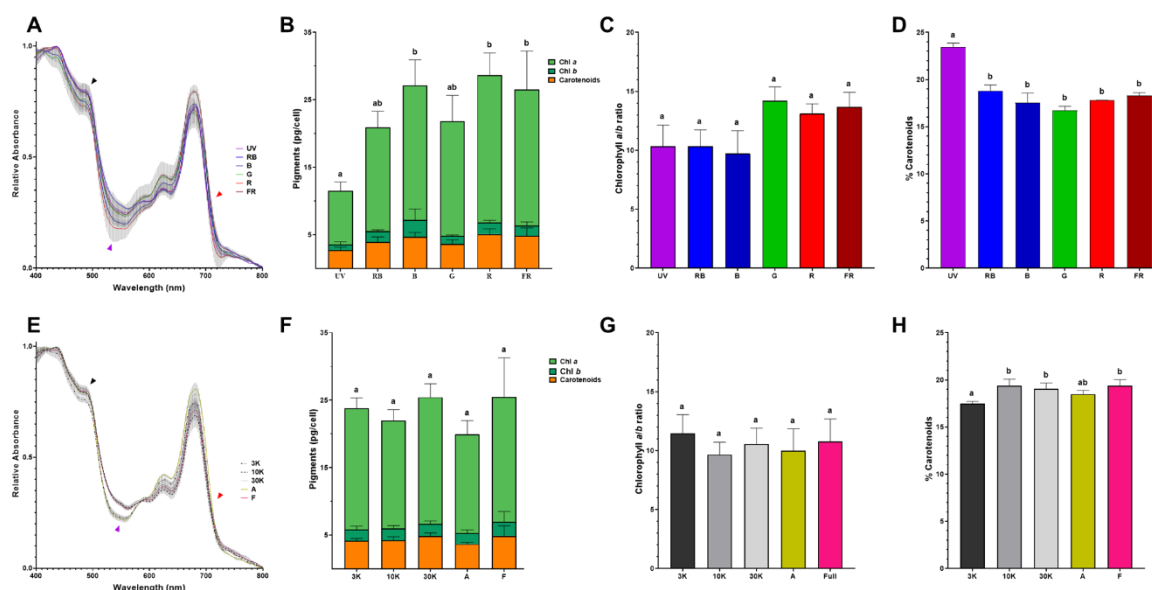 A
Relative Absorbance
1.0
0.5
0.0
UV
RB
B
G
R
FR
400 500 600 700 800
Wavelength (nm)
B
Pigments (pg/cell)
35
25
15
5
a ab b ab b b
Chl a
Chl b
Carotenoids
UV RB B G R FR
C
Chlorophyll a/b ratio
20
15
10
5
0
a a a a a a
UV RB B G R FR
D
% Carotenoids
25
20
15
10
5
0
a b b b b b
UV RB B G R FR
E
Relative Absorbance
1.0
0.5
0.0
3K
10K
30K
A
F
400 500 600 700 800
Wavelength (nm)
F
Pigments (pg/cell)
35
25
15
5
a a a a a
Chl a
Chl b
Carotenoids
3K 10K 30K A F
G
Chlorophyll a/b ratio
20
15
10
5
0
a a a a a
3K 10K 30K A Full
H
% Carotenoids
25
20
15
10
5
0
a b b ab b
3K 10K 30K A F